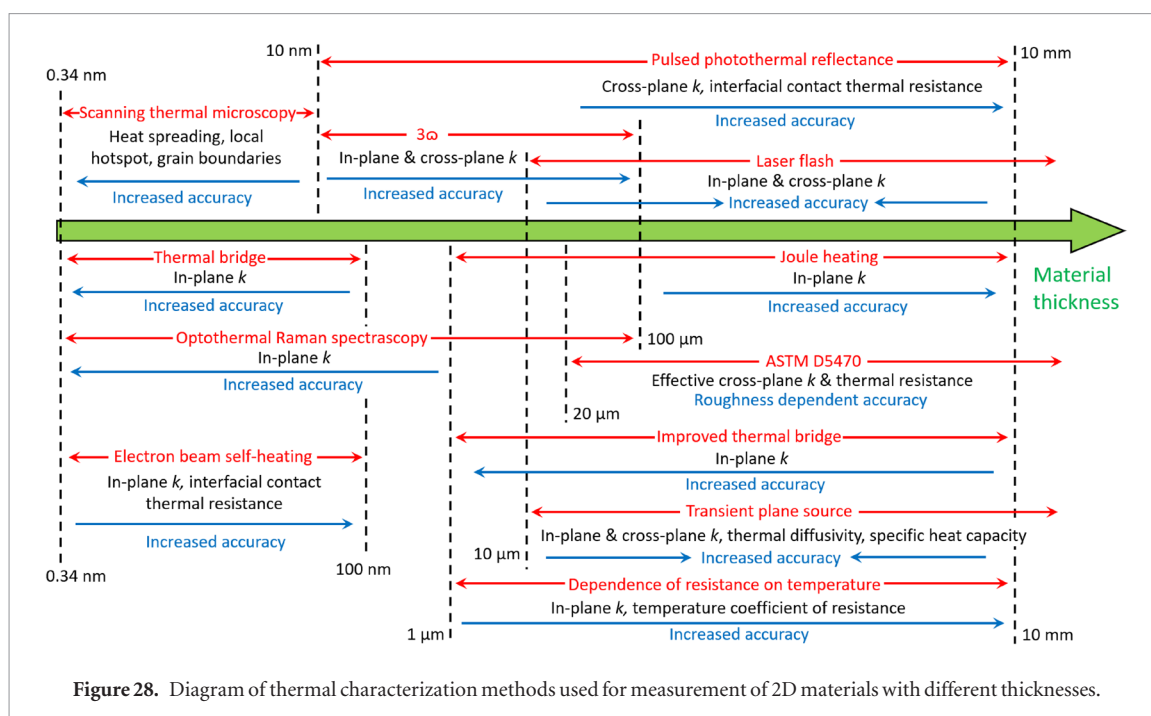 10 nm
Pulsed photothermal reflectance
10 mm
0.34 nm
Cross-plane k, interfacial contact thermal resistance
Increased accuracy
Scanning thermal microscopy
Heat spreading, local
hotspot, grain boundaries
Increased accuracy
3ω
In-plane & cross-plane k
Increased accuracy
Laser flash
In-plane & cross-plane k
Increased accuracy
Thermal bridge
In-plane k
Increased accuracy
Joule heating
In-plane k
Increased accuracy
Material
thickness
Optothermal Raman spectrascopy
In-plane k
Increased accuracy
100 µm
ASTM D5470
Effective cross-plane k & thermal resistance
Roughness dependent accuracy
20 µm
Improved thermal bridge
In-plane k
Increased accuracy
Electron beam self-heating
In-plane k, interfacial contact
thermal resistance
Increased accuracy
Transient plane source
In-plane & cross-plane k, thermal diffusivity, specific heat capacity
Increased accuracy
10 µm
0.34 nm
100 nm
Dependence of resistance on temperature
In-plane k, temperature coefficient of resistance
Increased accuracy
1 µm
10 mm
Figure 28. Diagram of thermal characterization methods used for measurement of 2D materials with different thicknesses.